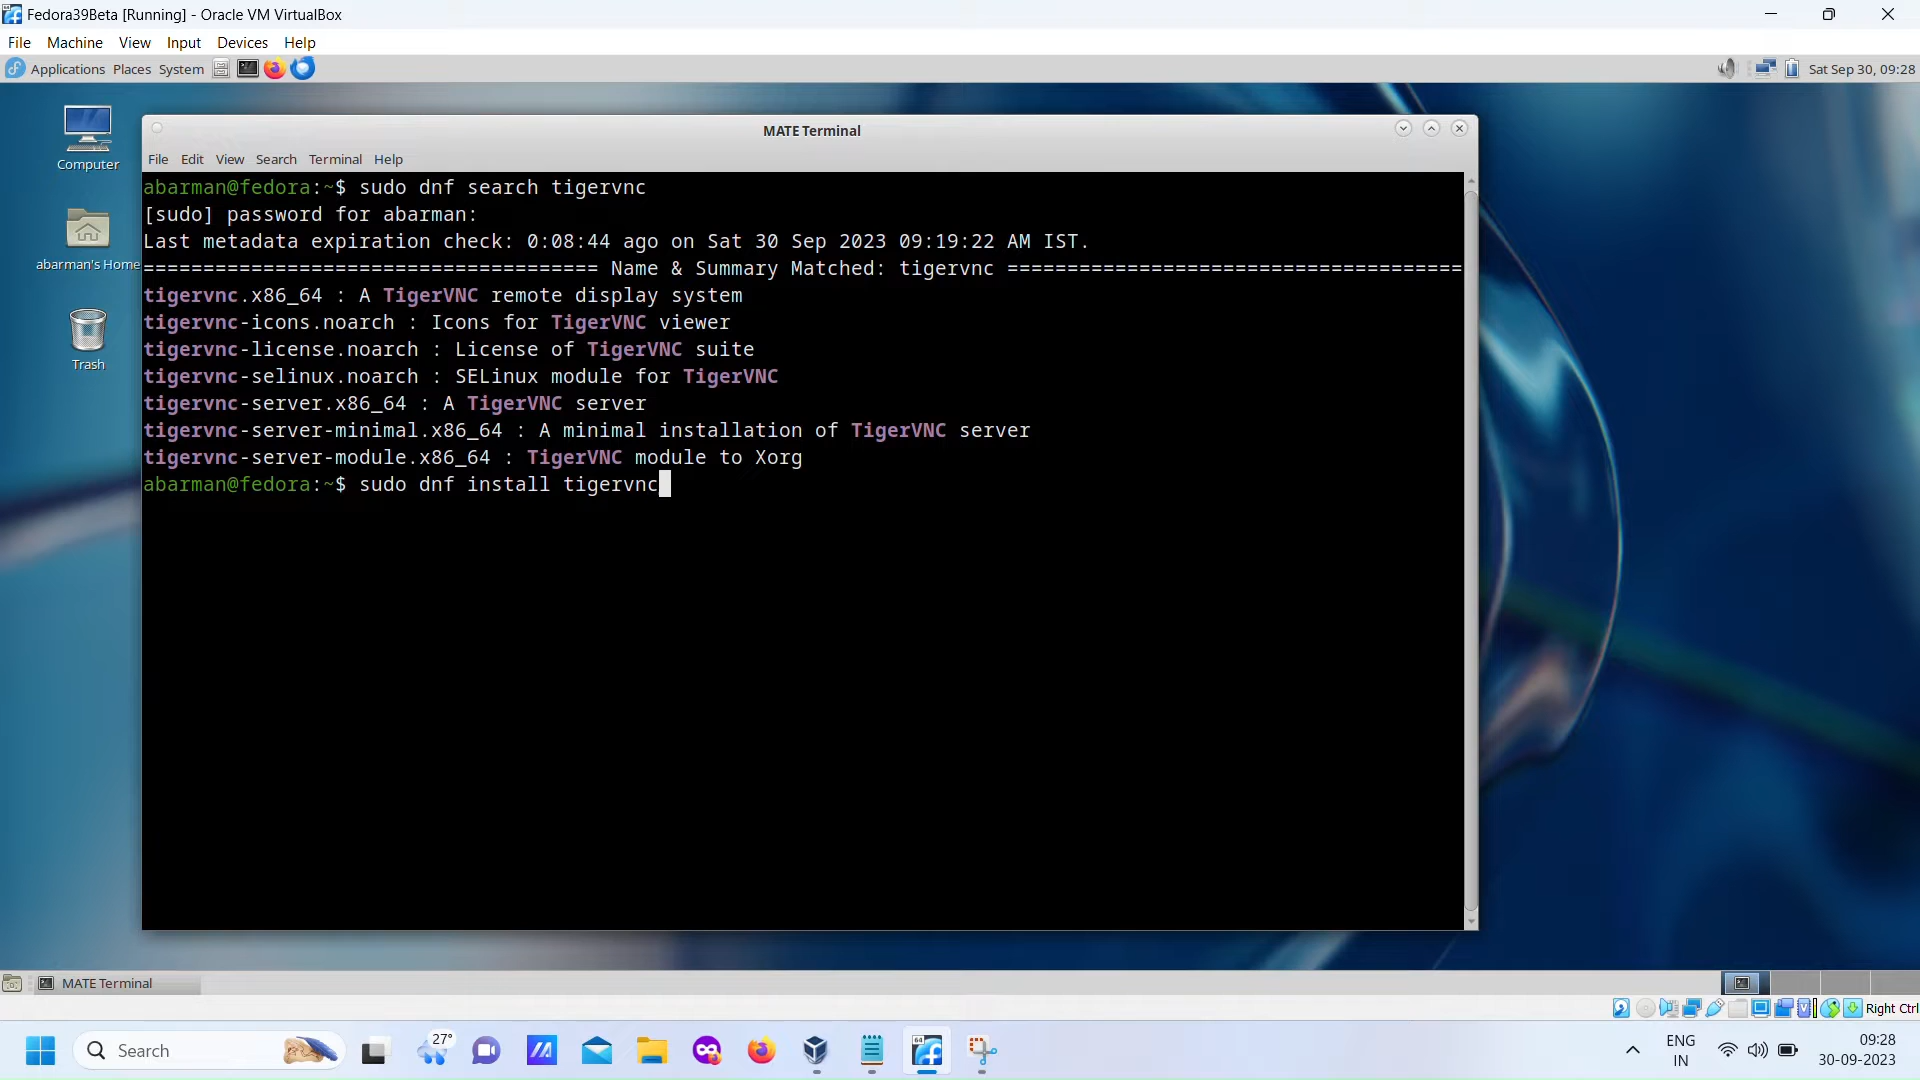 Fedora39Beta [Running] - Oracle VM VirtualBox
File Machine View Input Devices Help
Applications Places System
Sat Sep 30, 09:28
Computer
abarman's Home
Trash
MATE Terminal
File Edit View Search Terminal Help
abarman@fedora:~$ sudo dnf search tigervnc
[sudo] password for abarman:
Last metadata expiration check: 0:08:44 ago on Sat 30 Sep 2023 09:19:22 AM IST.
====================================== Name & Summary Matched: tigervnc ======================================
tigervnc.x86_64 : A TigerVNC remote display system
tigervnc-icons.noarch : Icons for TigerVNC viewer
tigervnc-license.noarch : License of TigerVNC suite
tigervnc-selinux.noarch : SELinux module for TigerVNC
tigervnc-server.x86_64 : A TigerVNC server
tigervnc-server-minimal.x86_64 : A minimal installation of TigerVNC server
tigervnc-server-module.x86_64 : TigerVNC module to Xorg
abarman@fedora:~$ sudo dnf install tigervnc
MATE Terminal
Right Ctrl
Search
27°
64
ENG
IN
09:28
30-09-2023